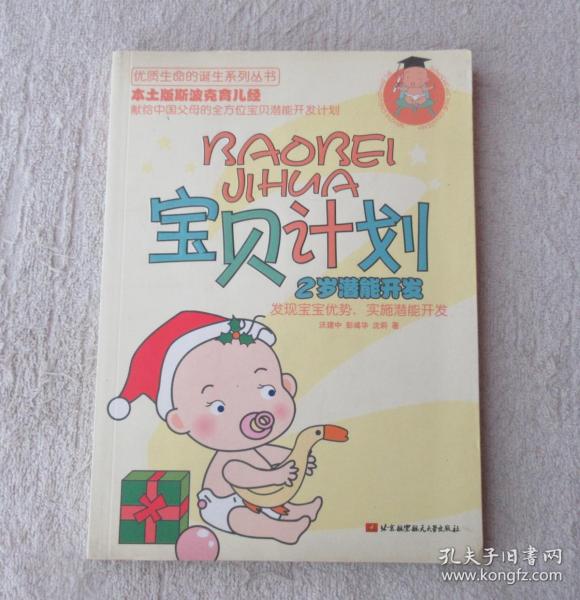 优质生命的诞生系列丛书
本土版斯波克育儿经
献给中国父母的全方位宝贝潜能开发计划
BAOBEI
JIHUA
宝贝计划
2岁潜能开发
发现宝宝优势、实施潜能开发
北京航空航天大学出版社
孔夫子旧书网
www.kongfz.com